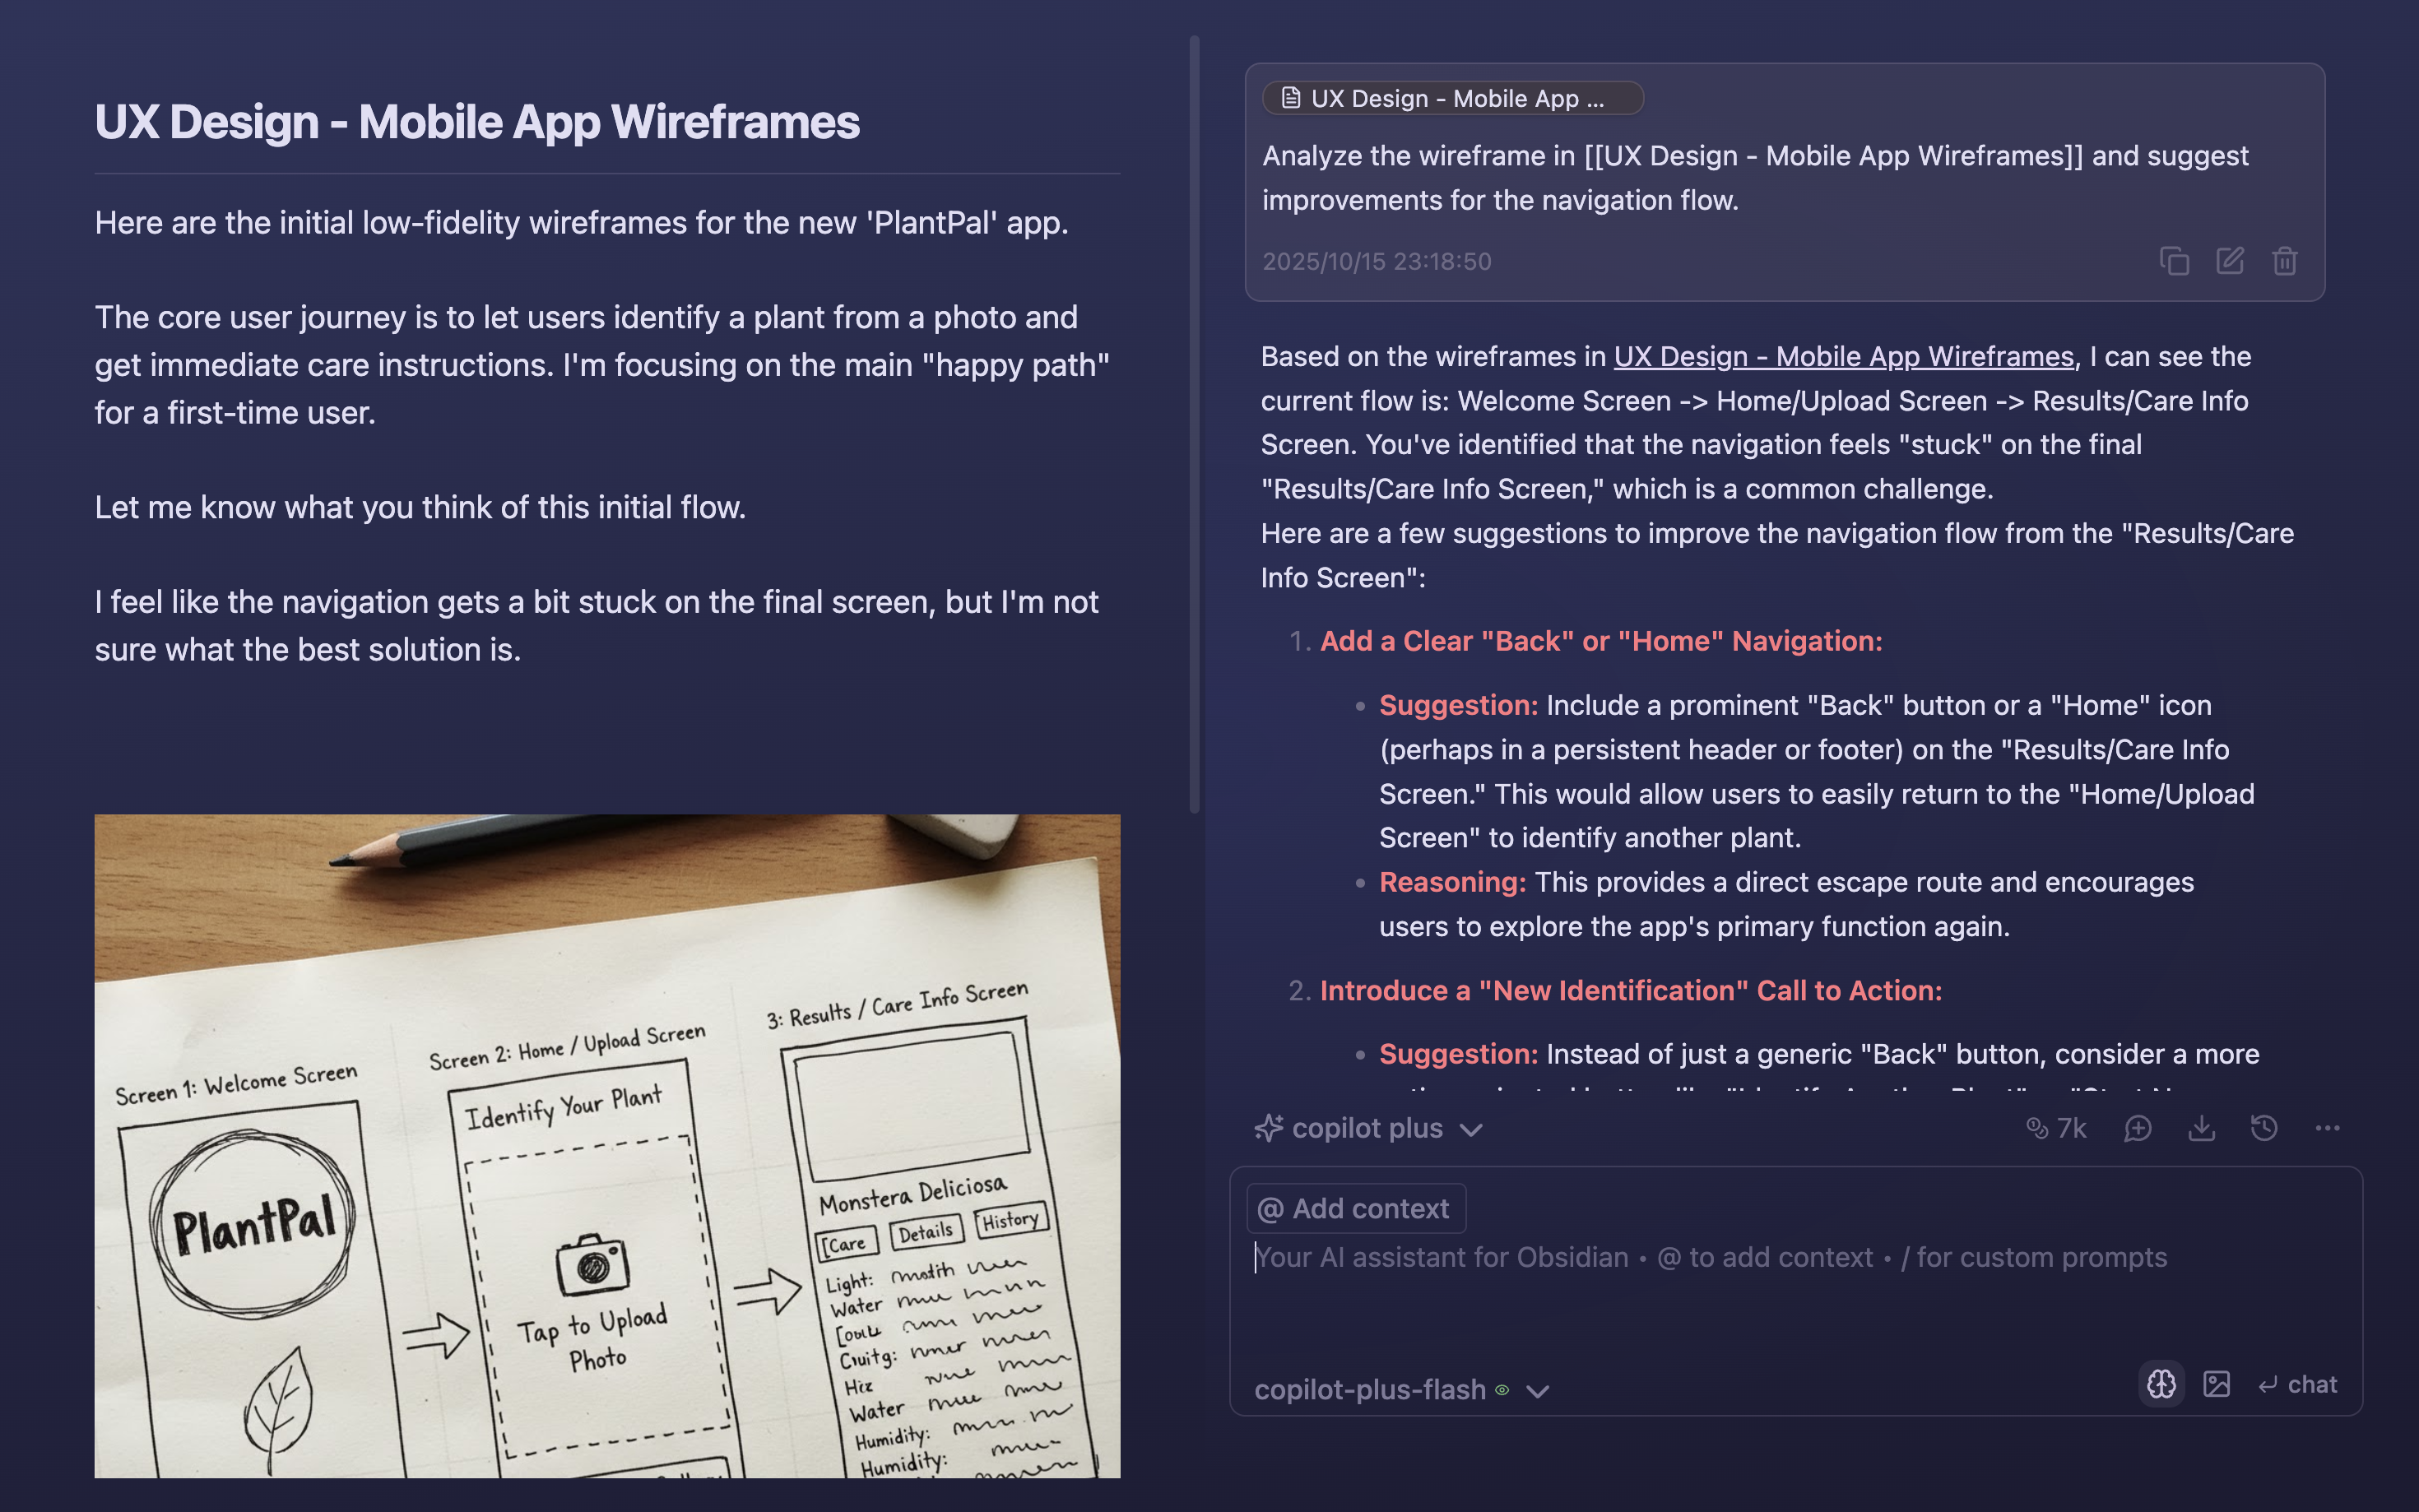 UX Design - Mobile App Wireframes
Here are the initial low-fidelity wireframes for the new 'PlantPal' app.
The core user journey is to let users identify a plant from a photo and
get immediate care instructions. I'm focusing on the main "happy path"
for a first-time user.
Let me know what you think of this initial flow.
I feel like the navigation gets a bit stuck on the final screen, but I'm not
sure what the best solution is.
Screen 1: Welcome Screen
PlantPal
Screen 2: Home / Upload Screen
Identify Your Plant
Tap to Upload
Photo
3: Results / Care Info Screen
Monstera Deliciosa
[Care
Details
[History
Light:
Water
Water
Humidity:
Humidity:
UX Design - Mobile App ...
Analyze the wireframe in [[UX Design - Mobile App Wireframes]] and suggest
improvements for the navigation flow.
2025/10/15 23:18:50
Based on the wireframes in UX Design - Mobile App Wireframes, I can see the
current flow is: Welcome Screen -> Home/Upload Screen -> Results/Care Info
Screen. You've identified that the navigation feels "stuck" on the final
"Results/Care Info Screen," which is a common challenge.
Here are a few suggestions to improve the navigation flow from the "Results/Care
Info Screen":
1. Add a Clear "Back" or "Home" Navigation:
• Suggestion: Include a prominent "Back" button or a "Home" icon
(perhaps in a persistent header or footer) on the "Results/Care Info
Screen." This would allow users to easily return to the "Home/Upload
Screen" to identify another plant.
• Reasoning: This provides a direct escape route and encourages
users to explore the app's primary function again.
2. Introduce a "New Identification" Call to Action:
• Suggestion: Instead of just a generic "Back" button, consider a more
copilot plus
7k
@ Add context
Your AI assistant for Obsidian • @ to add context • / for custom prompts
copilot-plus-flash
chat